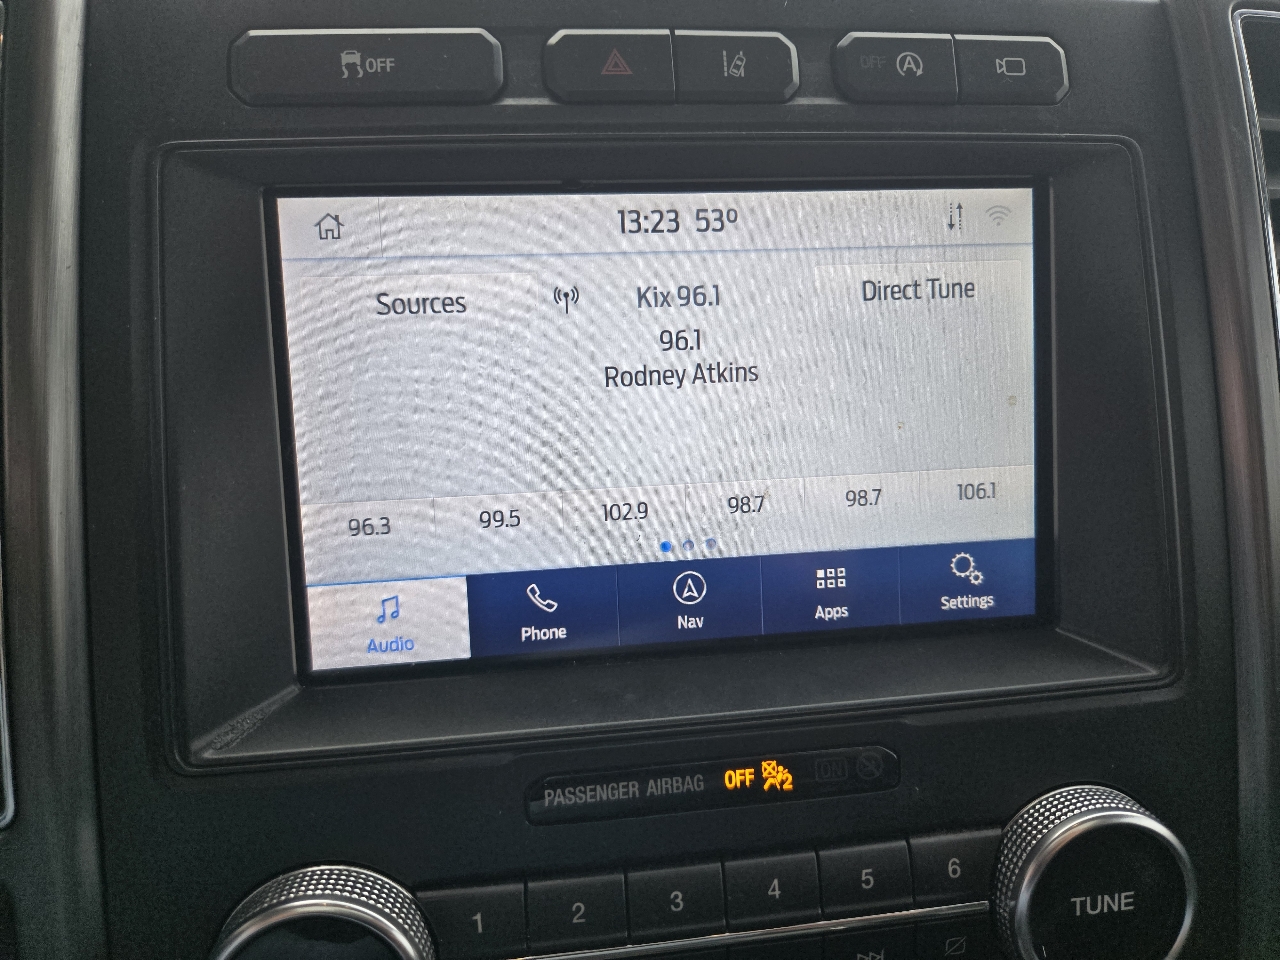 OFF
OFF A
13:23 53º
Sources
Kix 96.1
Direct Tune
96.1
Rodney Atkins
96.3 99.5 102.9 98.7 98.7 106.1
Audio Phone Nav Apps Settings
PASSENGER AIRBAG OFF 2 ON
1 2 3 4 5 6
TUNE